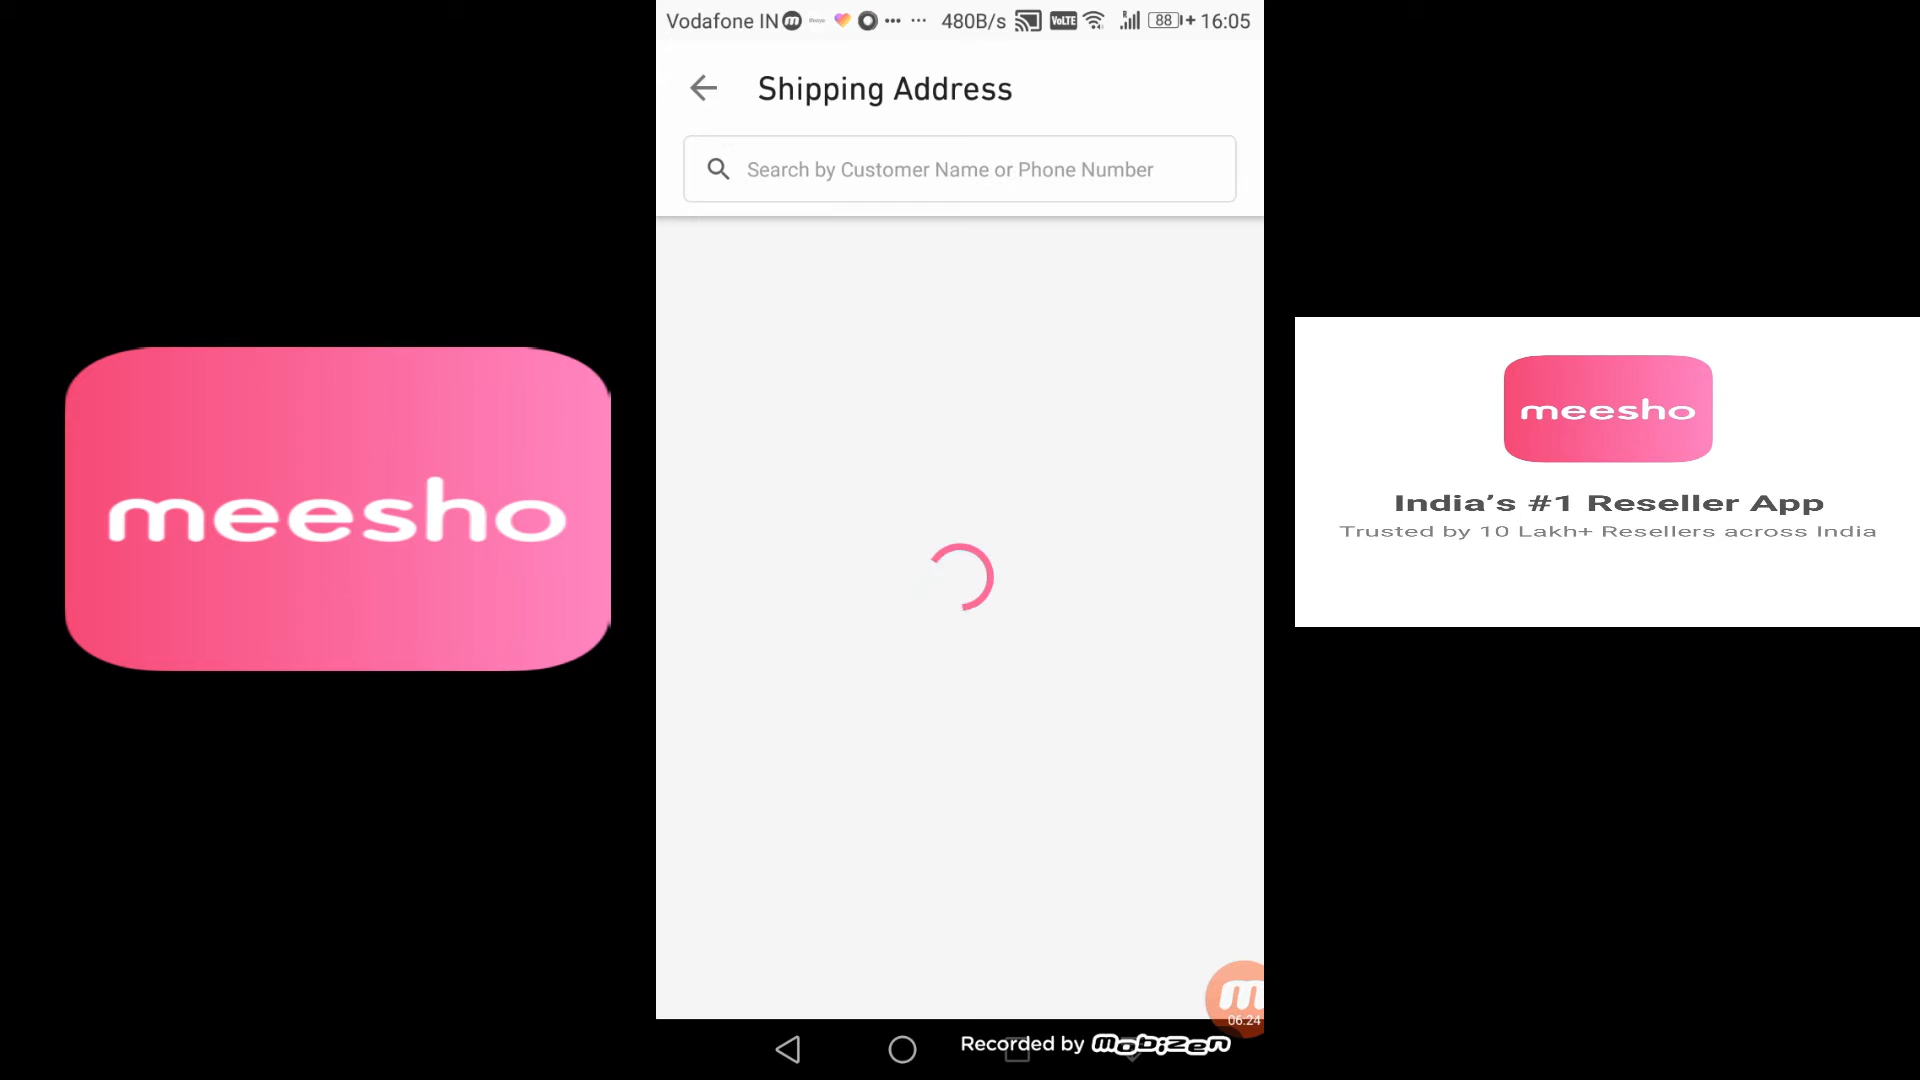 Vodafone IN 480B/s VoLTE 88 16:05
Shipping Address
Search by Customer Name or Phone Number
meesho
meesho
India's #1 Reseller App
Trusted by 10 Lakh+ Resellers across India
06:24
Recorded by mobizen